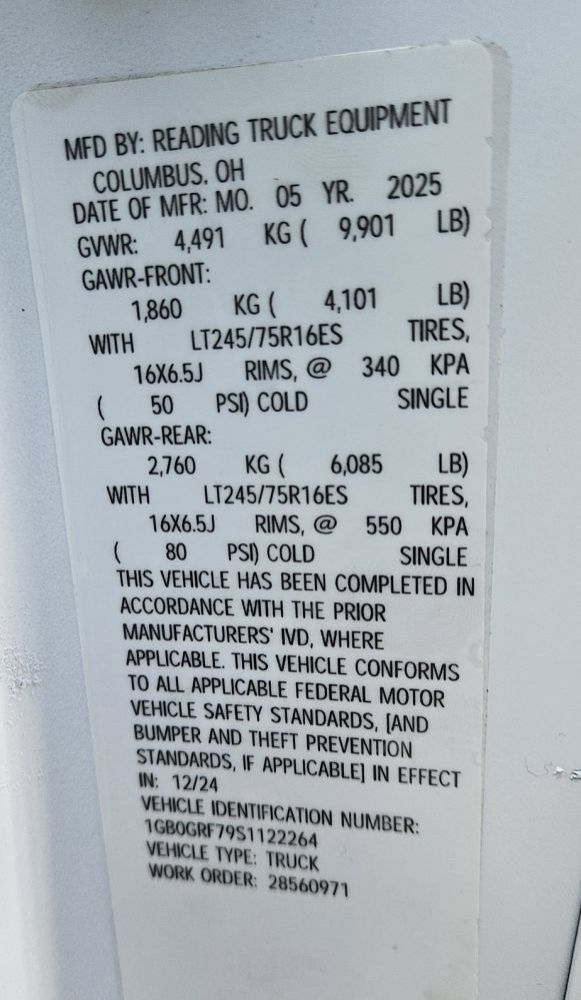 MFD BY: READING TRUCK EQUIPMENT
COLUMBUS, OH
DATE OF MFR: MO. 05 YR. 2025
GVWR: 4,491 KG ( 9,901 LB)
GAWR-FRONT:
1,860 KG ( 4,101 LB)
WITH LT245/75R16ES TIRES,
16X6.5J RIMS, @ 340 KPA
( 50 PSI) COLD SINGLE
GAWR-REAR:
2,760 KG ( 6,085 LB)
WITH LT245/75R16ES TIRES,
16X6.5J RIMS, @ 550 KPA
( 80 PSI) COLD SINGLE
THIS VEHICLE HAS BEEN COMPLETED IN
ACCORDANCE WITH THE PRIOR
MANUFACTURERS' IVD, WHERE
APPLICABLE. THIS VEHICLE CONFORMS
TO ALL APPLICABLE FEDERAL MOTOR
VEHICLE SAFETY STANDARDS, [AND
BUMPER AND THEFT PREVENTION
STANDARDS, IF APPLICABLE] IN EFFECT
IN: 12/24
VEHICLE IDENTIFICATION NUMBER:
1GB0GRF79S1122264
VEHICLE TYPE: TRUCK
WORK ORDER: 28560971